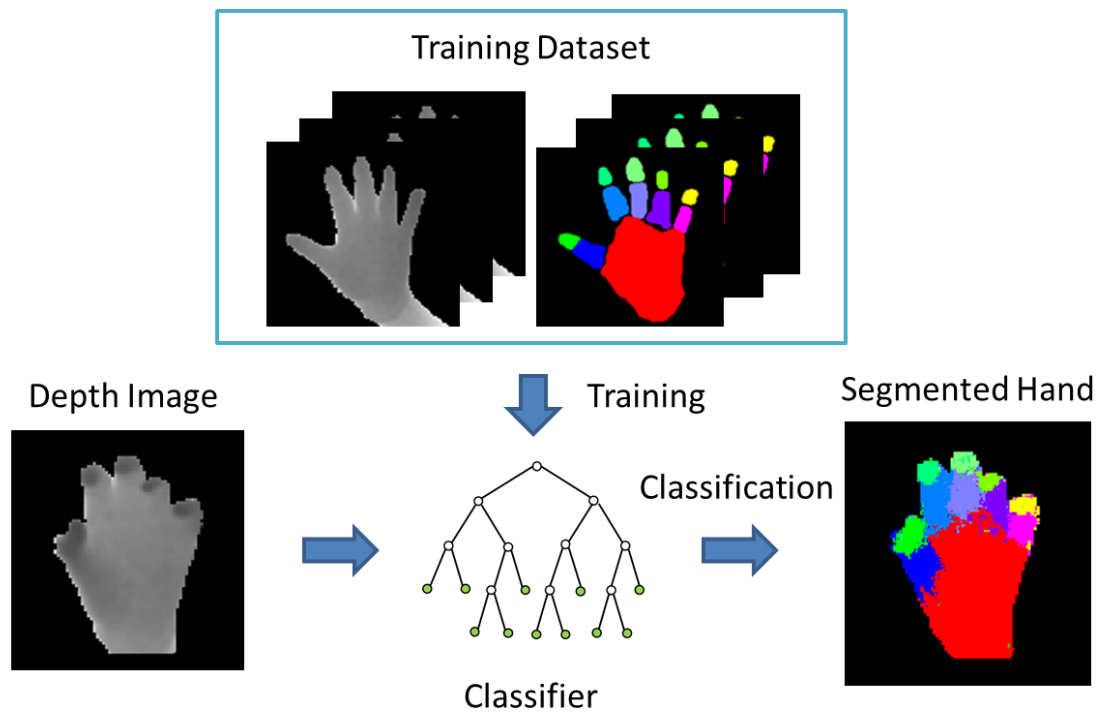 Training Dataset
Depth Image
Training
Segmented Hand
Classification
Classifier